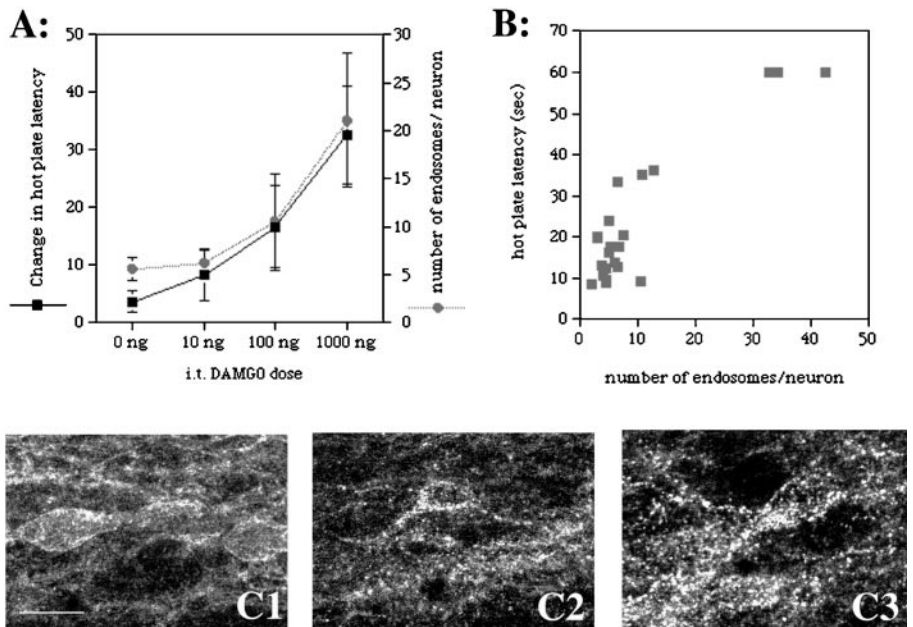 A:
50
40
30
20
10
0
Change in hot plate latency
30
25
20
15
10
5
0
number of endosomes/ neuron
0 ng 10 ng 100 ng 1000 ng
i.t. DAMGO dose
B:
70
60
50
40
30
20
10
0
hot plate latency (sec)
0 10 20 30 40 50
number of endosomes/neuron
C1
C2
C3